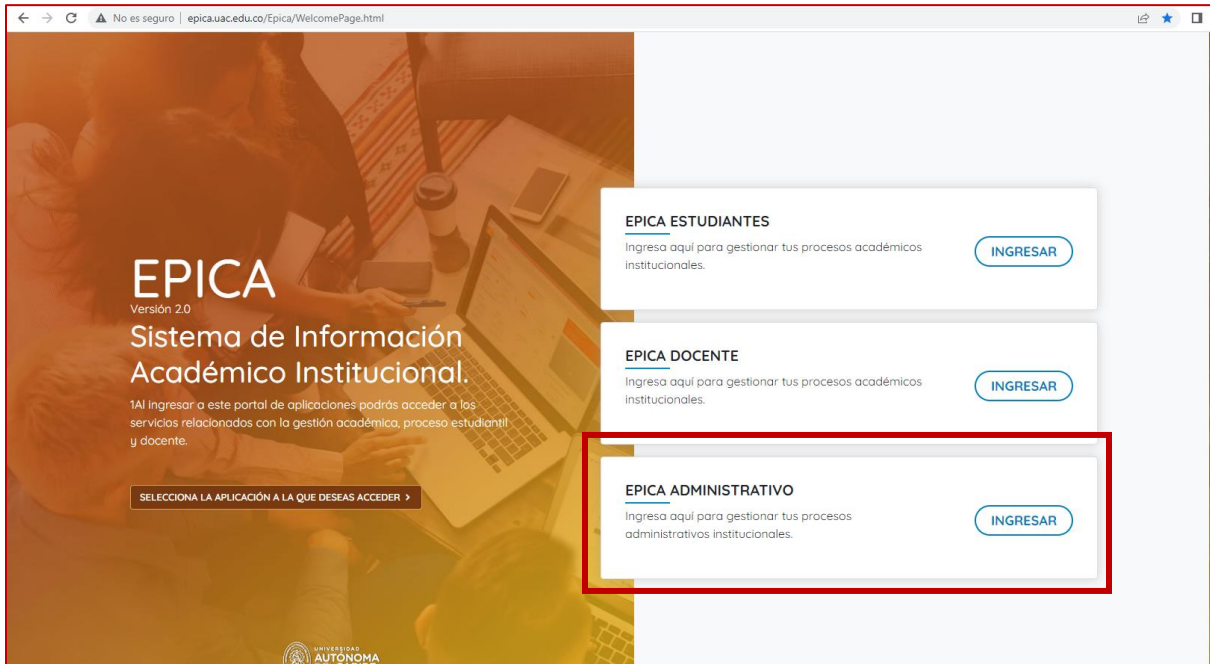 No es seguro | epica.uac.edu.co/Epica/WelcomePage.html
EPICA
Versión 2.0
Sistema de Información
Académico Institucional.
1Al ingresar a este portal de aplicaciones podrás acceder a los
servicios relacionados con la gestión académica, proceso estudiantil
y docente.
SELECCIONA LA APLICACIÓN A LA QUE DESEAS ACCEDER >
UNIVERSIDAD
AUTÓNOMA
EPICA ESTUDIANTES
Ingresa aquí para gestionar tus procesos académicos
institucionales.
INGRESAR
EPICA DOCENTE
Ingresa aquí para gestionar tus procesos académicos
institucionales.
INGRESAR
EPICA ADMINISTRATIVO
Ingresa aquí para gestionar tus procesos
administrativos institucionales.
INGRESAR